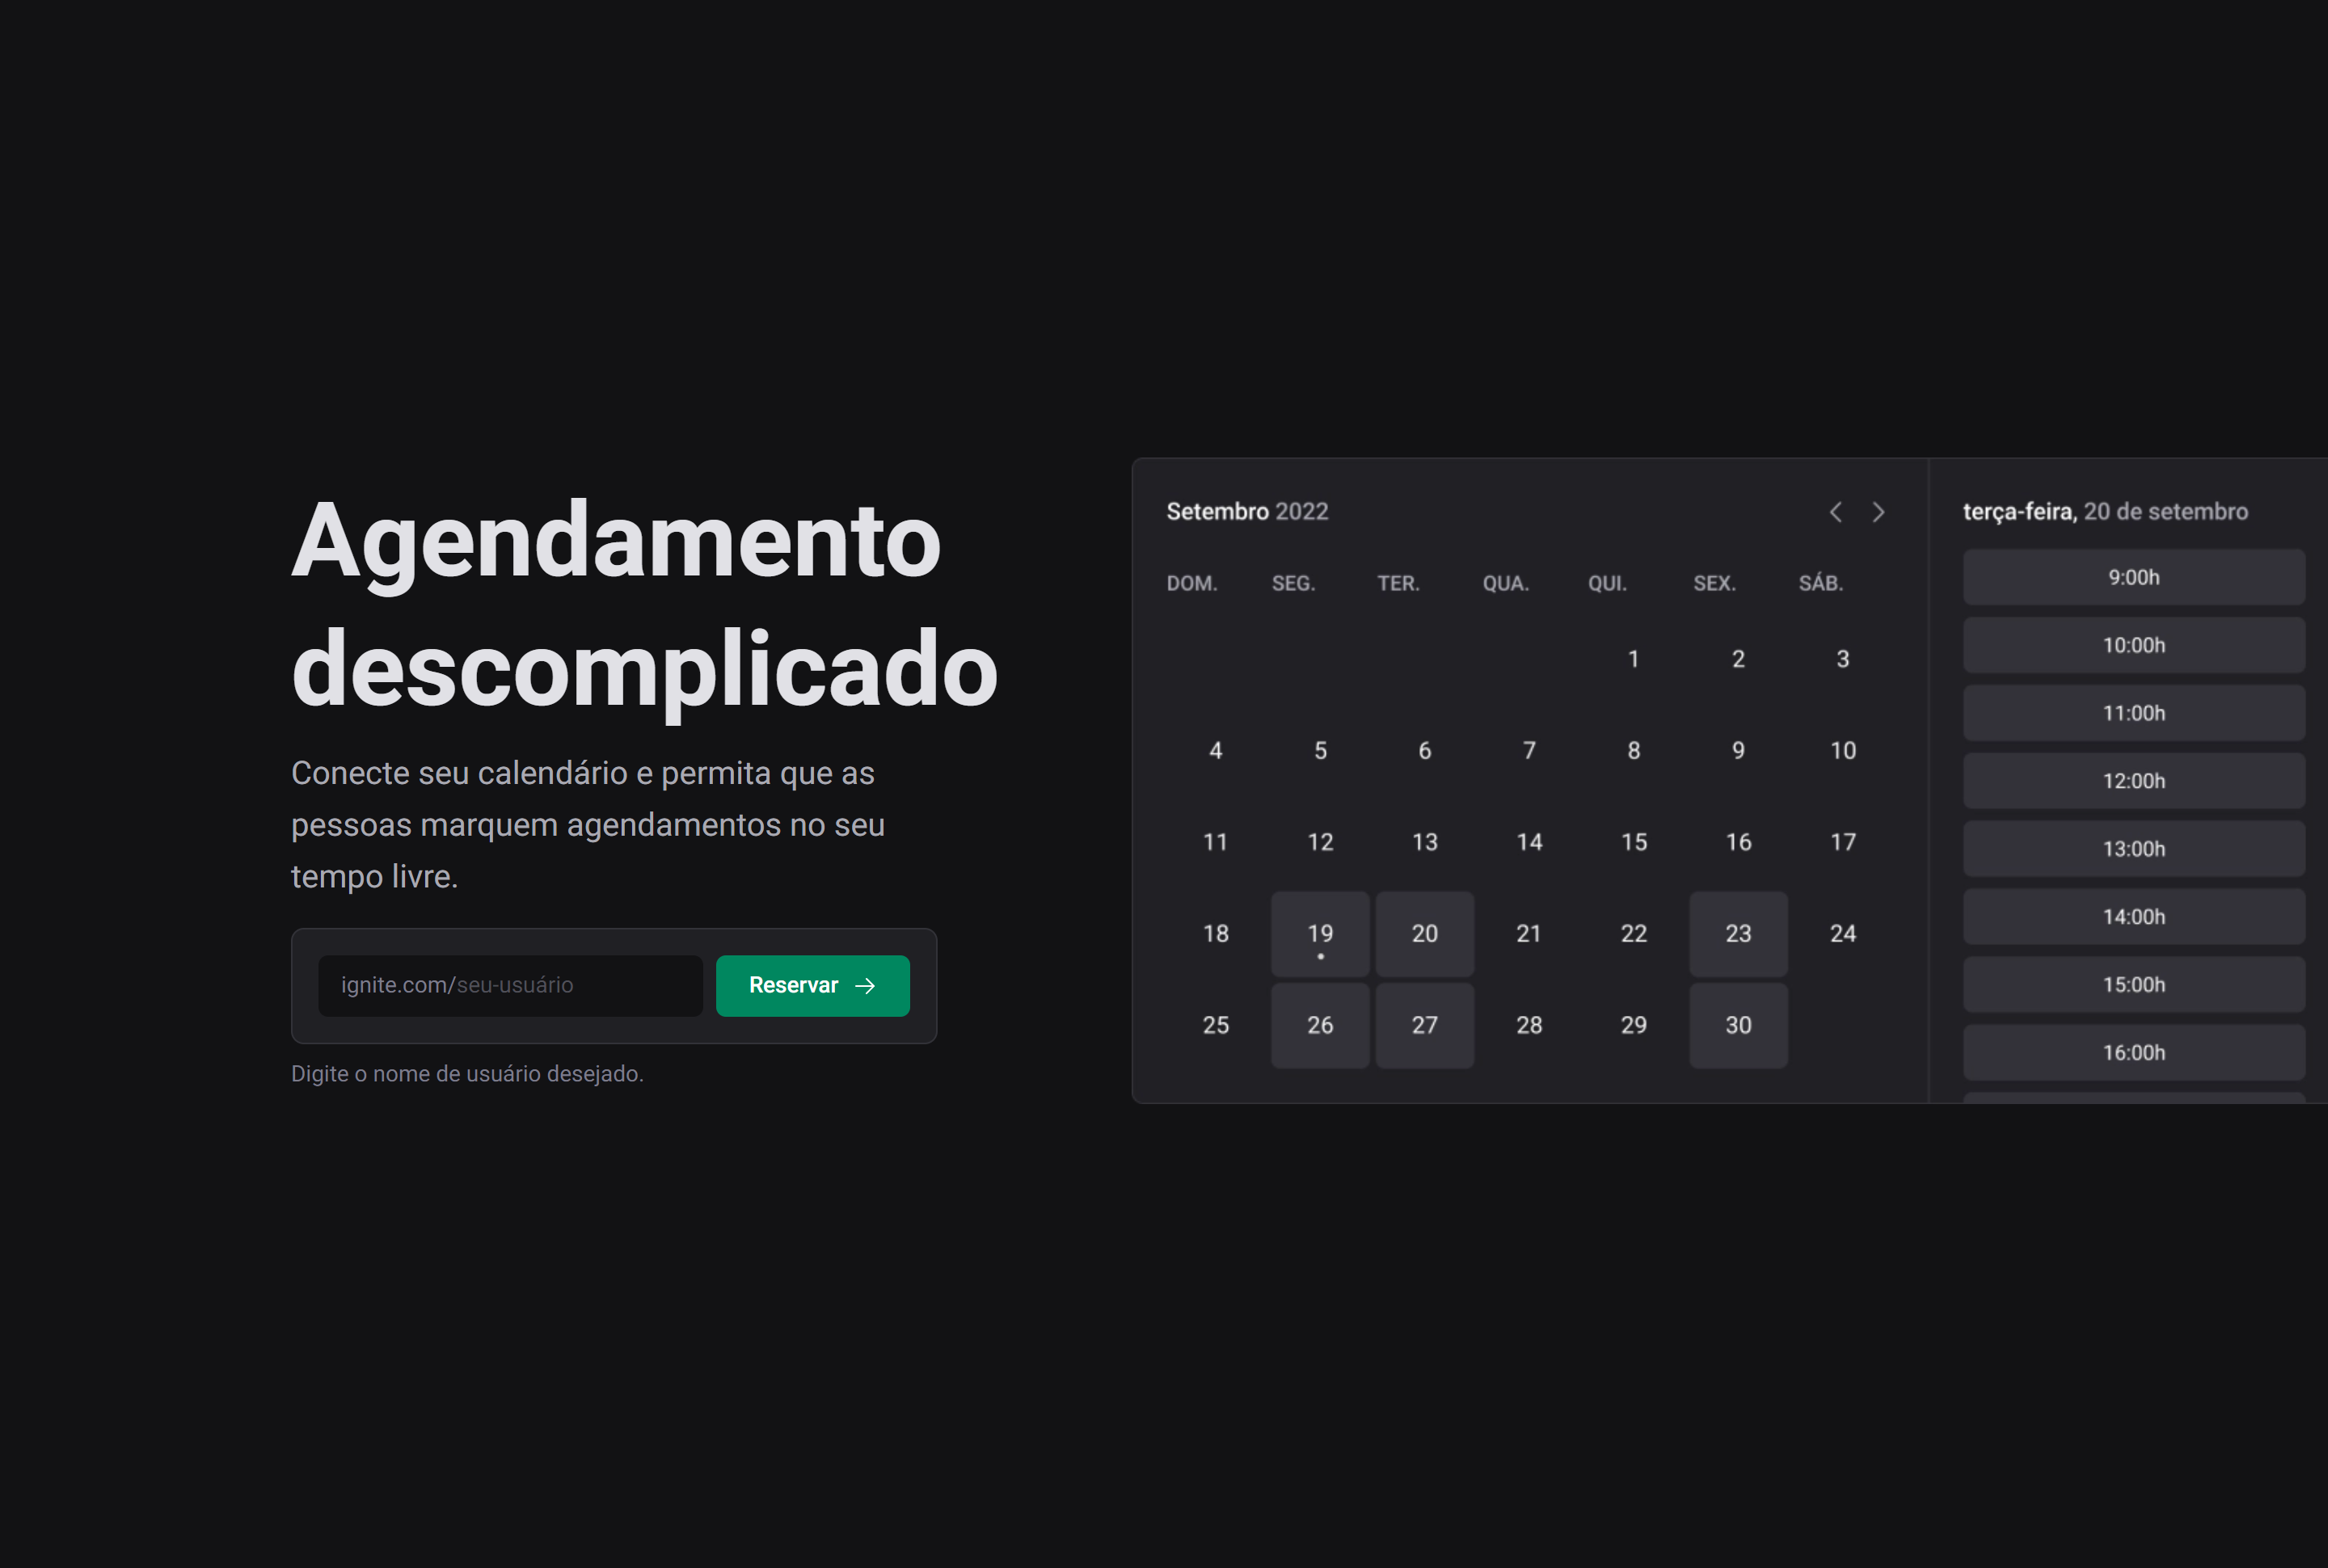 Agendamento
descomplicado
Conecte seu calendário e permita que as
pessoas marquem agendamentos no seu
tempo livre.
ignite.com/seu-usuário
Reservar
Digite o nome de usuário desejado.
Setembro 2022
DOM. SEG. TER. QUA. QUI. SEX. SÁB.
1 2 3
4 5 6 7 8 9 10
11 12 13 14 15 16 17
18 19 20 21 22 23 24
25 26 27 28 29 30
terça-feira, 20 de setembro
9:00h
10:00h
11:00h
12:00h
13:00h
14:00h
15:00h
16:00h